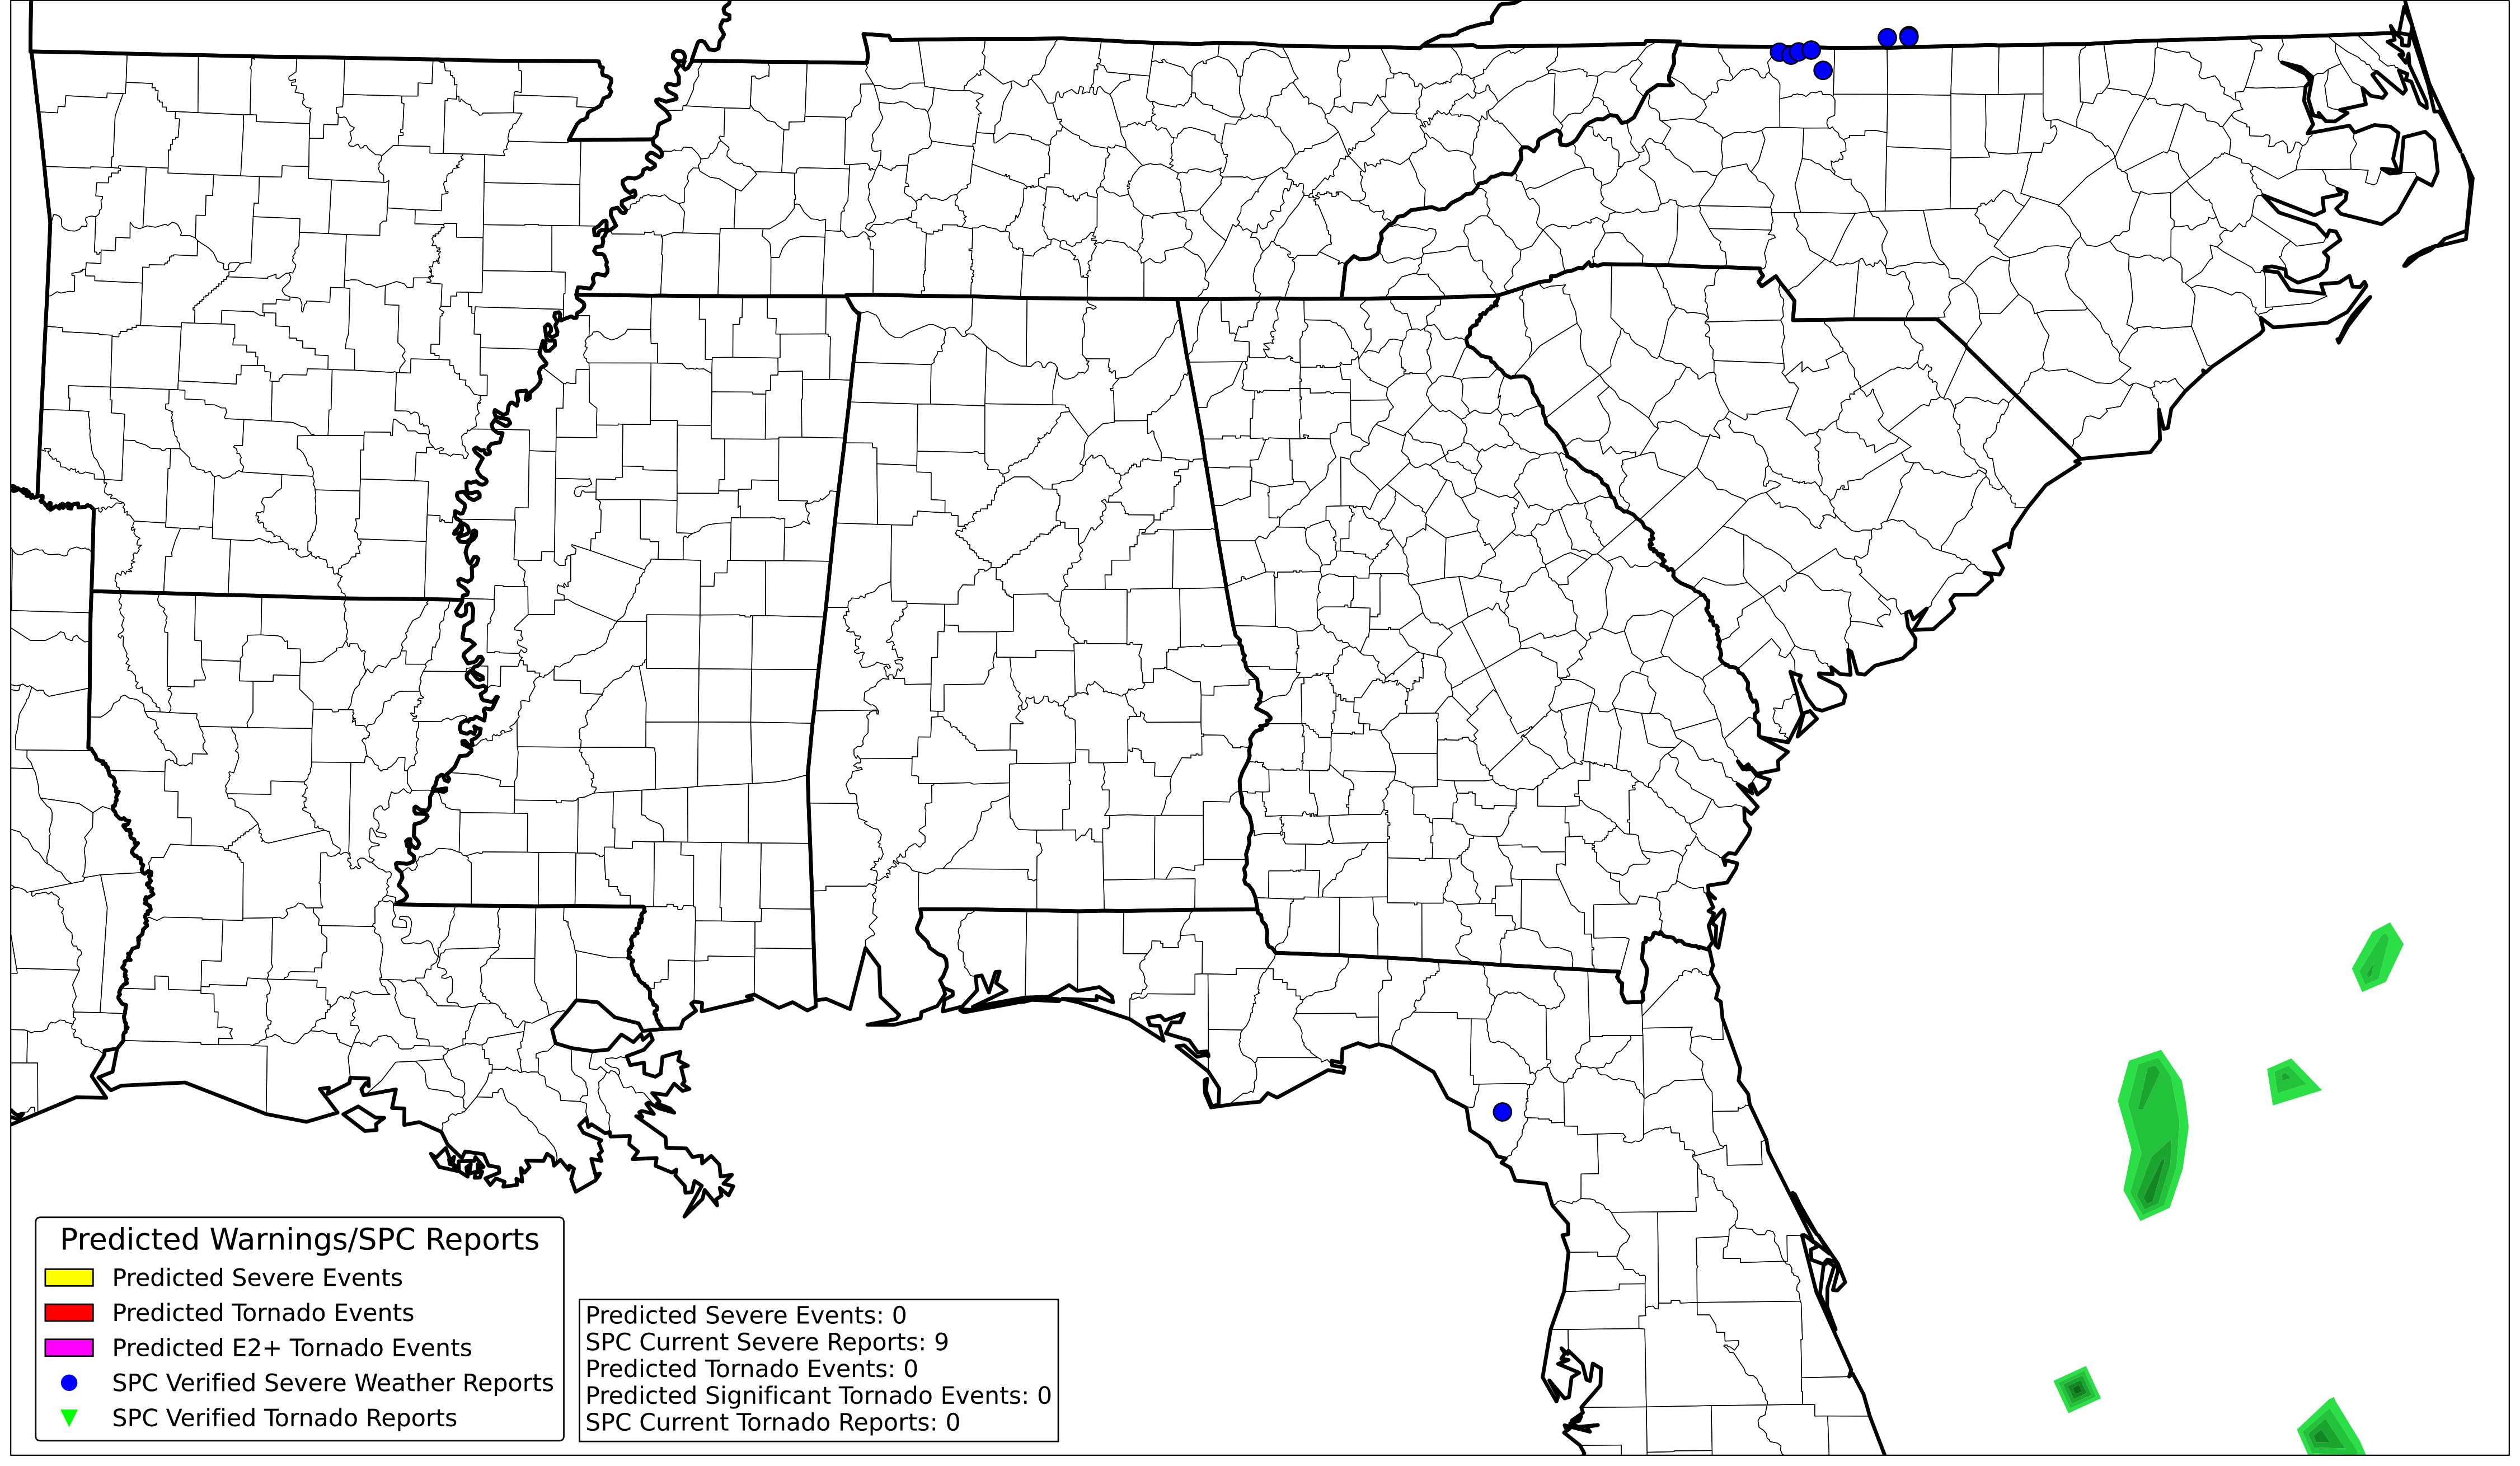 Predicted Warnings/SPC Reports
Predicted Severe Events
Predicted Tornado Events
Predicted E2+ Tornado Events
SPC Verified Severe Weather Reports
SPC Verified Tornado Reports
Predicted Severe Events: 0
SPC Current Severe Reports: 9
Predicted Tornado Events: 0
Predicted Significant Tornado Events: 0
SPC Current Tornado Reports: 0